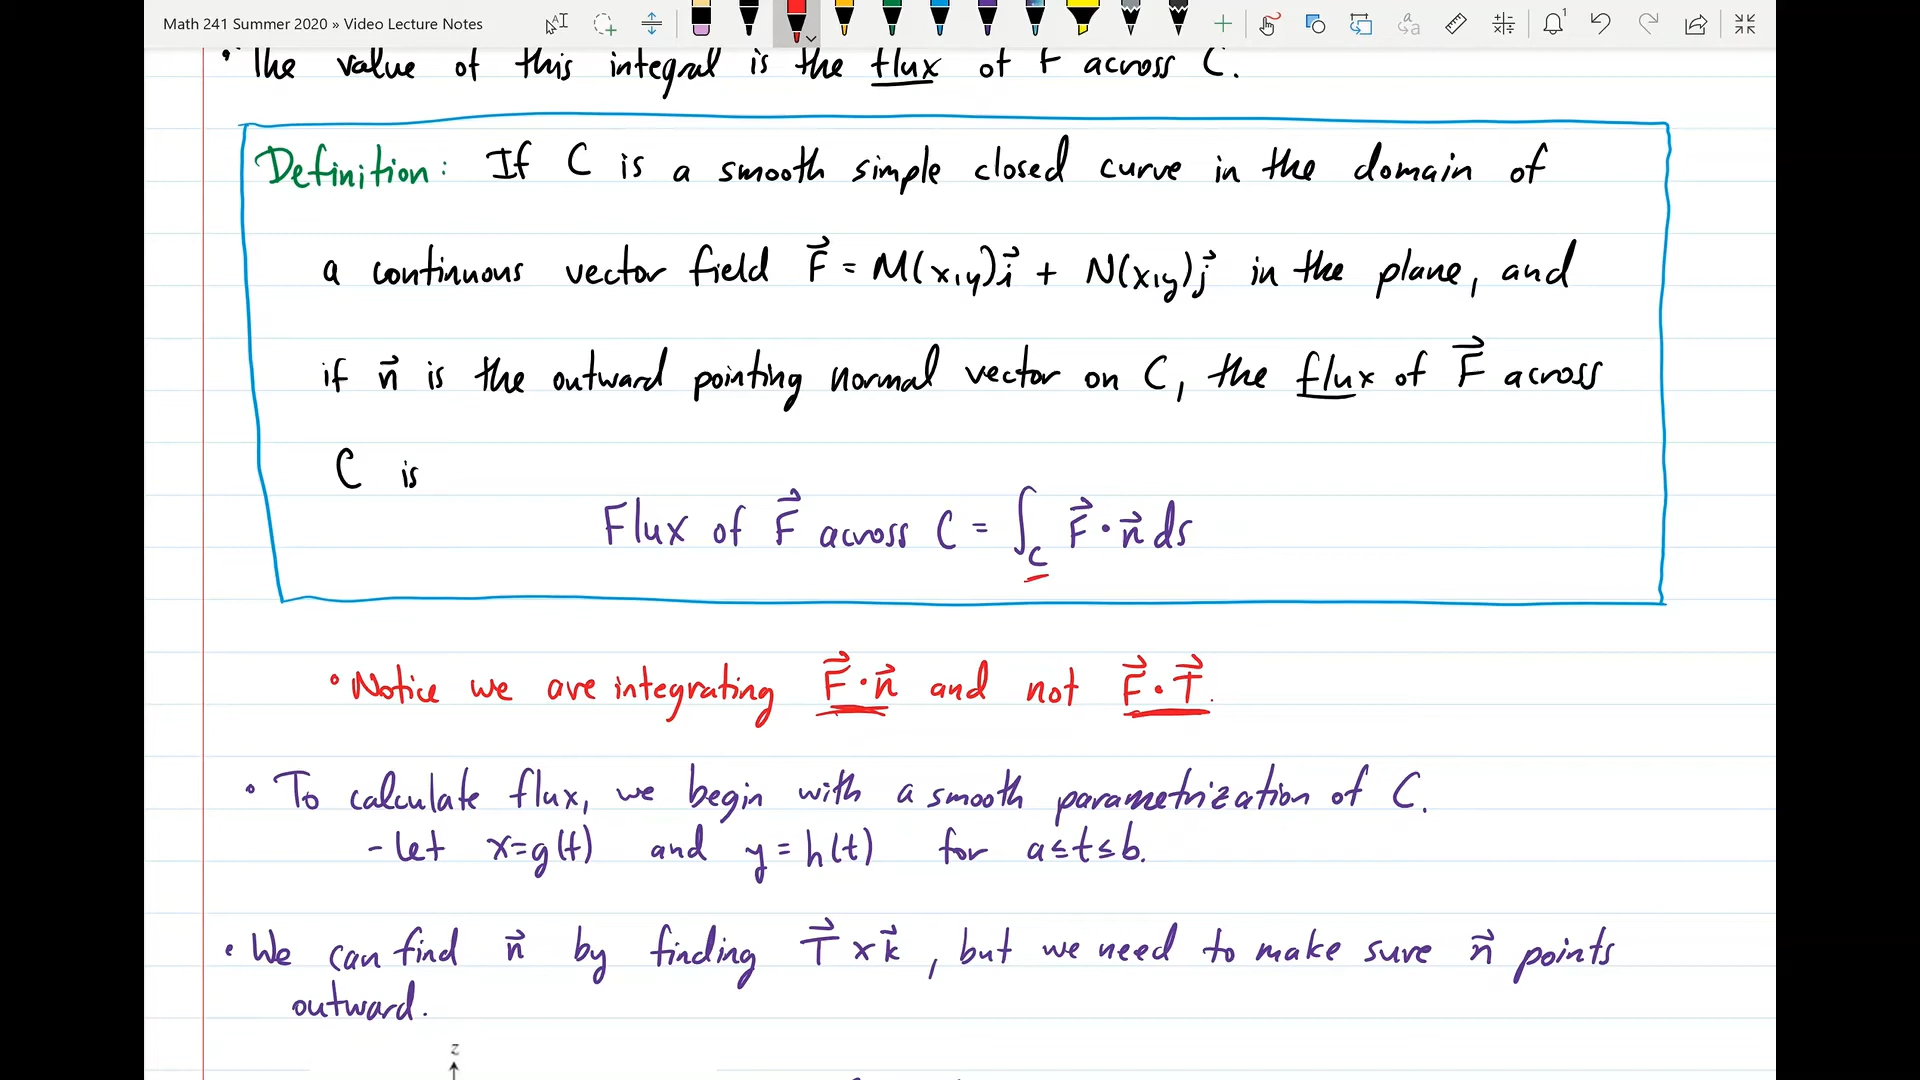 Math 241 Summer 2020 » Video Lecture Notes
• The value of this integral is the flux of F across C.
Definition: If C is a smooth simple closed curve in the domain of
a continuous vector field F⃗ = M(x,y)i⃗ + N(x,y)j⃗ in the plane, and
if n⃗ is the outward pointing normal vector on C, the flux of F⃗ across
C is
Flux of F⃗ across C = ∫_C F⃗ • n⃗ ds
• Notice we are integrating F⃗ • n⃗ and not F⃗ • T⃗.
• To calculate flux, we begin with a smooth parametrization of C.
- let x=g(t) and y=h(t) for a≤t≤b.
• We can find n⃗ by finding T⃗ × k⃗, but we need to make sure n⃗ points
outward.
z